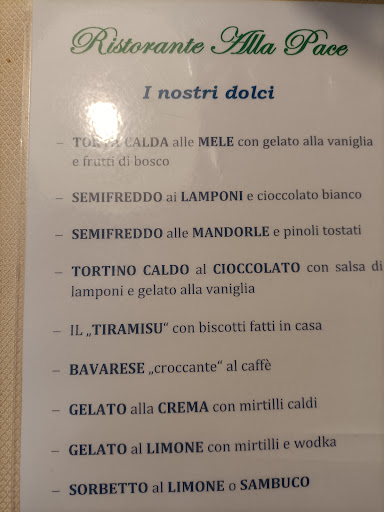 Ristorante Alla Pace
I nostri dolci
– TORTA CALDA alle MELE con gelato alla vaniglia
e frutti di bosco
– SEMIFREDDO ai LAMPONI e cioccolato bianco
– SEMIFREDDO alle MANDORLE e pinoli tostati
– TORTINO CALDO al CIOCCOLATO con salsa di
lamponi e gelato alla vaniglia
– IL „TIRAMISU“ con biscotti fatti in casa
– BAVARESE „croccante“ al caffè
– GELATO alla CREMA con mirtilli caldi
– GELATO al LIMONE con mirtilli e wodka
– SORBETTO al LIMONE o SAMBUCO